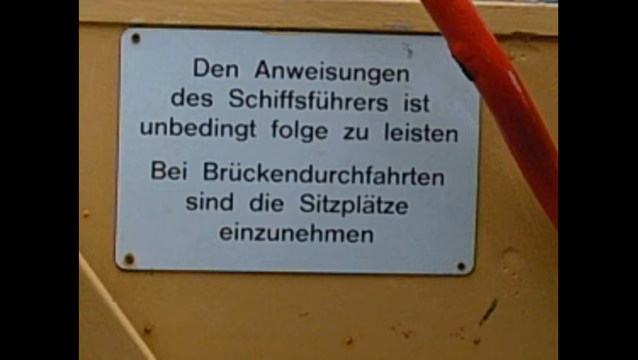 Den Anweisungen
des Schiffsführers ist
unbedingt folge zu leisten
Bei Brückendurchfahrten
sind die Sitzplätze
einzunehmen